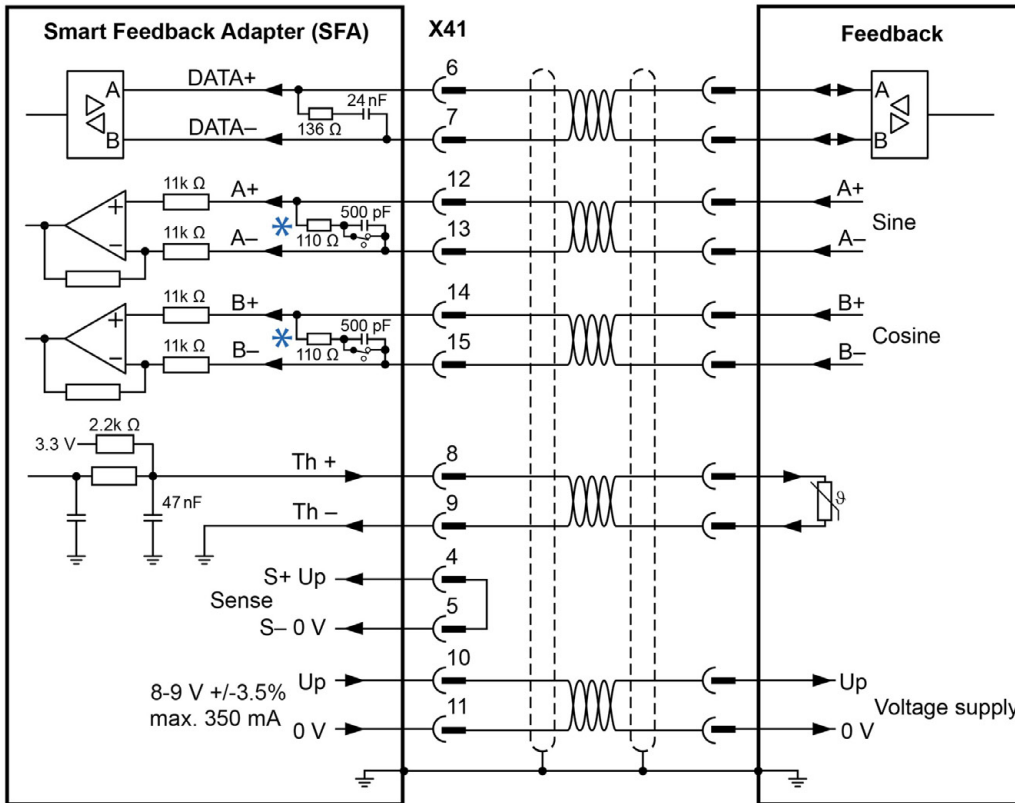 Smart Feedback Adapter (SFA) X41 Feedback
6
A DATA+ A
24 nF
7
136 Ω
B DATA– B
12
11k Ω A+ A+
+ 500 pF Sine
* 13
– 11k Ω A– 110 Ω A–
14
11k Ω B+ B+
+ 500 pF Cosine
* 15
– 11k Ω B– 110 Ω B–
2.2k Ω
3.3 V
8
Th +
47 nF 9 ϑ
Th –
4
S+ Up
Sense 5
S– 0 V
10
Up Up
8-9 V +/-3.5% Voltage supply
max. 350 mA 11
0 V 0 V